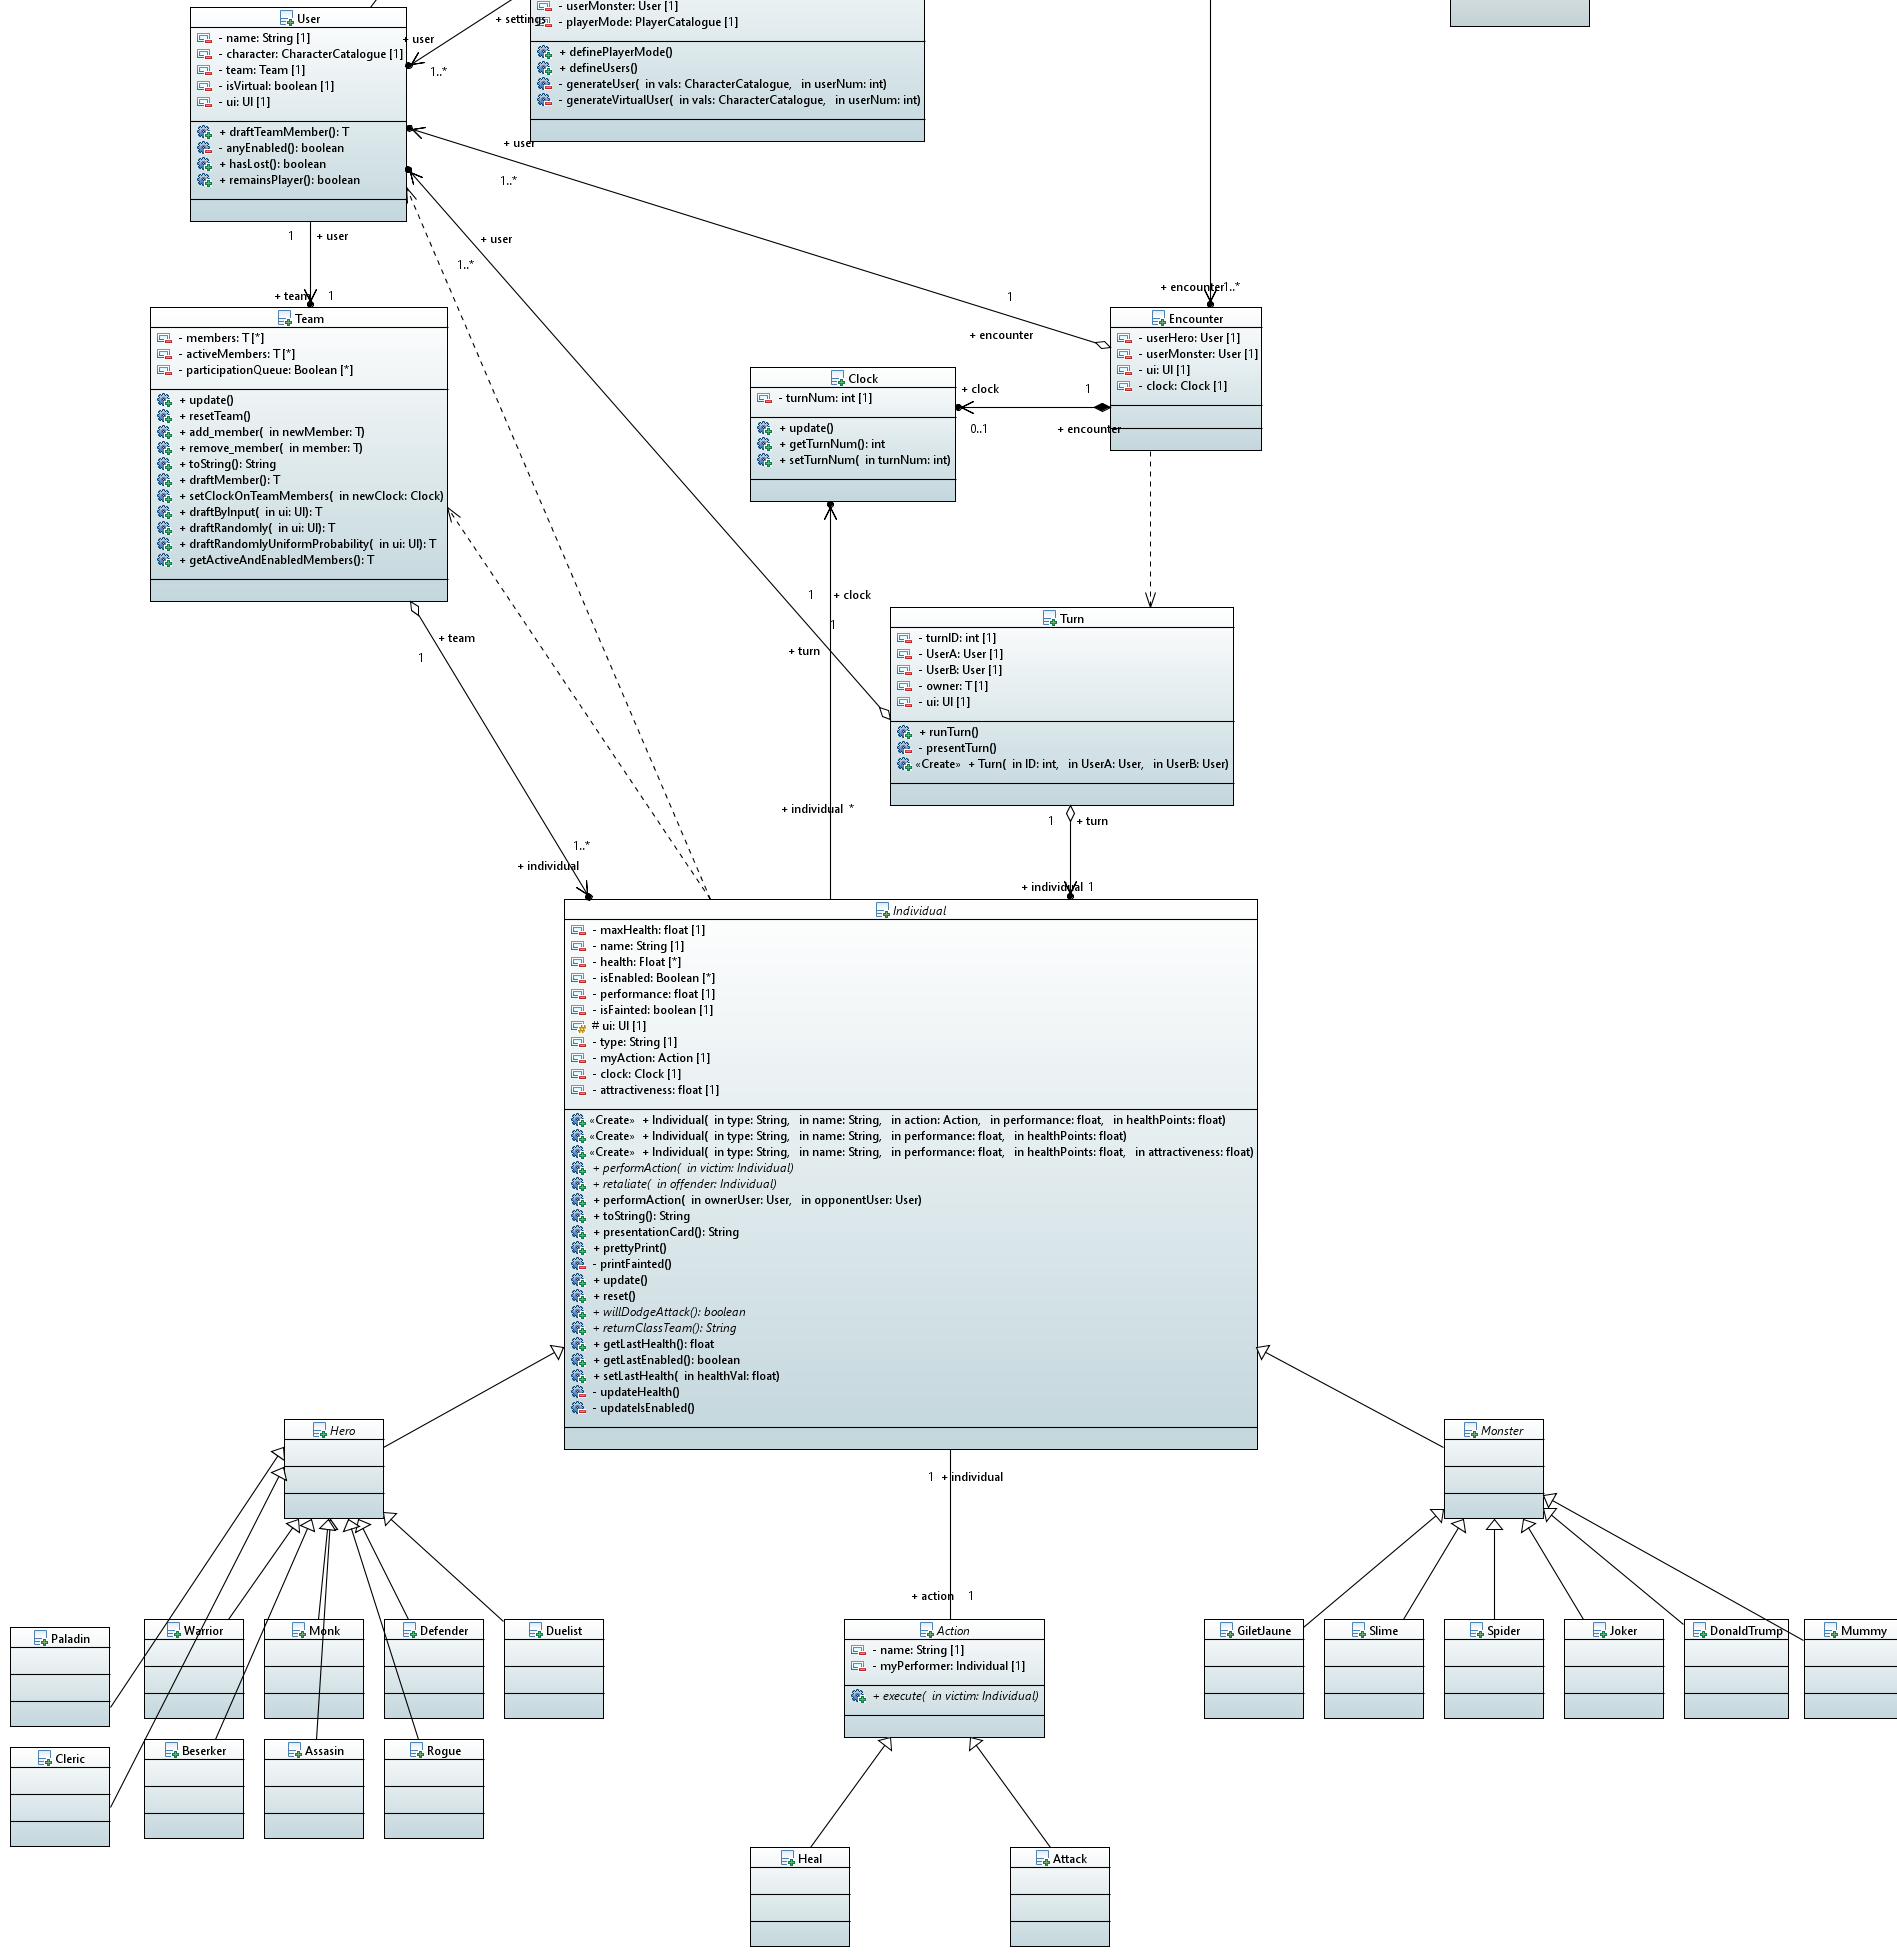 User
- name: String [1]
- character: CharacterCatalogue [1]
- team: Team [1]
- isVirtual: boolean [1]
- ui: UI [1]
+ draftTeamMember(): T
- anyEnabled(): boolean
+ hasLost(): boolean
+ remainsPlayer(): boolean
+ settings
+ user
1..*
- userMonster: User [1]
- playerMode: PlayerCatalogue [1]
+ definePlayerMode()
+ defineUsers()
- generateUser( in vals: CharacterCatalogue, in userNum: int)
- generateVirtualUser( in vals: CharacterCatalogue, in userNum: int)
+ user
1..*
+ user
1..*
1 + user
+ team 1
1
+ encounter
+ encounter 1..*
Team
- members: T [*]
- activeMembers: T [*]
- participationQueue: Boolean [*]
+ update()
+ resetTeam()
+ add_member( in newMember: T)
+ remove_member( in member: T)
+ toString(): String
+ draftMember(): T
+ setClockOnTeamMembers( in newClock: Clock)
+ draftByInput( in ui: UI): T
+ draftRandomly( in ui: UI): T
+ draftRandomlyUniformProbability( in ui: UI): T
+ getActiveAndEnabledMembers(): T
Encounter
- userHero: User [1]
- userMonster: User [1]
- ui: UI [1]
- clock: Clock [1]
Clock
- turnNum: int [1]
+ update()
+ getTurnNum(): int
+ setTurnNum( in turnNum: int)
+ clock 1
0..1 + encounter
1 + clock
1
+ turn
+ team
1
Turn
- turnID: int [1]
- UserA: User [1]
- UserB: User [1]
- owner: T [1]
- ui: UI [1]
+ runTurn()
- presentTurn()
«Create» + Turn( in ID: int, in UserA: User, in UserB: User)
+ individual *
1 + turn
1..*
+ individual
+ individual 1
Individual
- maxHealth: float [1]
- name: String [1]
- health: Float [*]
- isEnabled: Boolean [*]
- performance: float [1]
- isFainted: boolean [1]
# ui: UI [1]
- type: String [1]
- myAction: Action [1]
- clock: Clock [1]
- attractiveness: float [1]
«Create» + Individual( in type: String, in name: String, in action: Action, in performance: float, in healthPoints: float)
«Create» + Individual( in type: String, in name: String, in performance: float, in healthPoints: float)
«Create» + Individual( in type: String, in name: String, in performance: float, in healthPoints: float, in attractiveness: float)
+ performAction( in victim: Individual)
+ retaliate( in offender: Individual)
+ performAction( in ownerUser: User, in opponentUser: User)
+ toString(): String
+ presentationCard(): String
+ prettyPrint()
- printFainted()
+ update()
+ reset()
+ willDodgeAttack(): boolean
+ returnClassTeam(): String
+ getLastHealth(): float
+ getLastEnabled(): boolean
+ setLastHealth( in healthVal: float)
- updateHealth()
- updateIsEnabled()
Hero
Monster
1 + individual
+ action 1
Paladin
Warrior
Monk
Defender
Duelist
Cleric
Beserker
Assasin
Rogue
Action
- name: String [1]
- myPerformer: Individual [1]
+ execute( in victim: Individual)
GiletJaune
Slime
Spider
Joker
DonaldTrump
Mummy
Heal
Attack